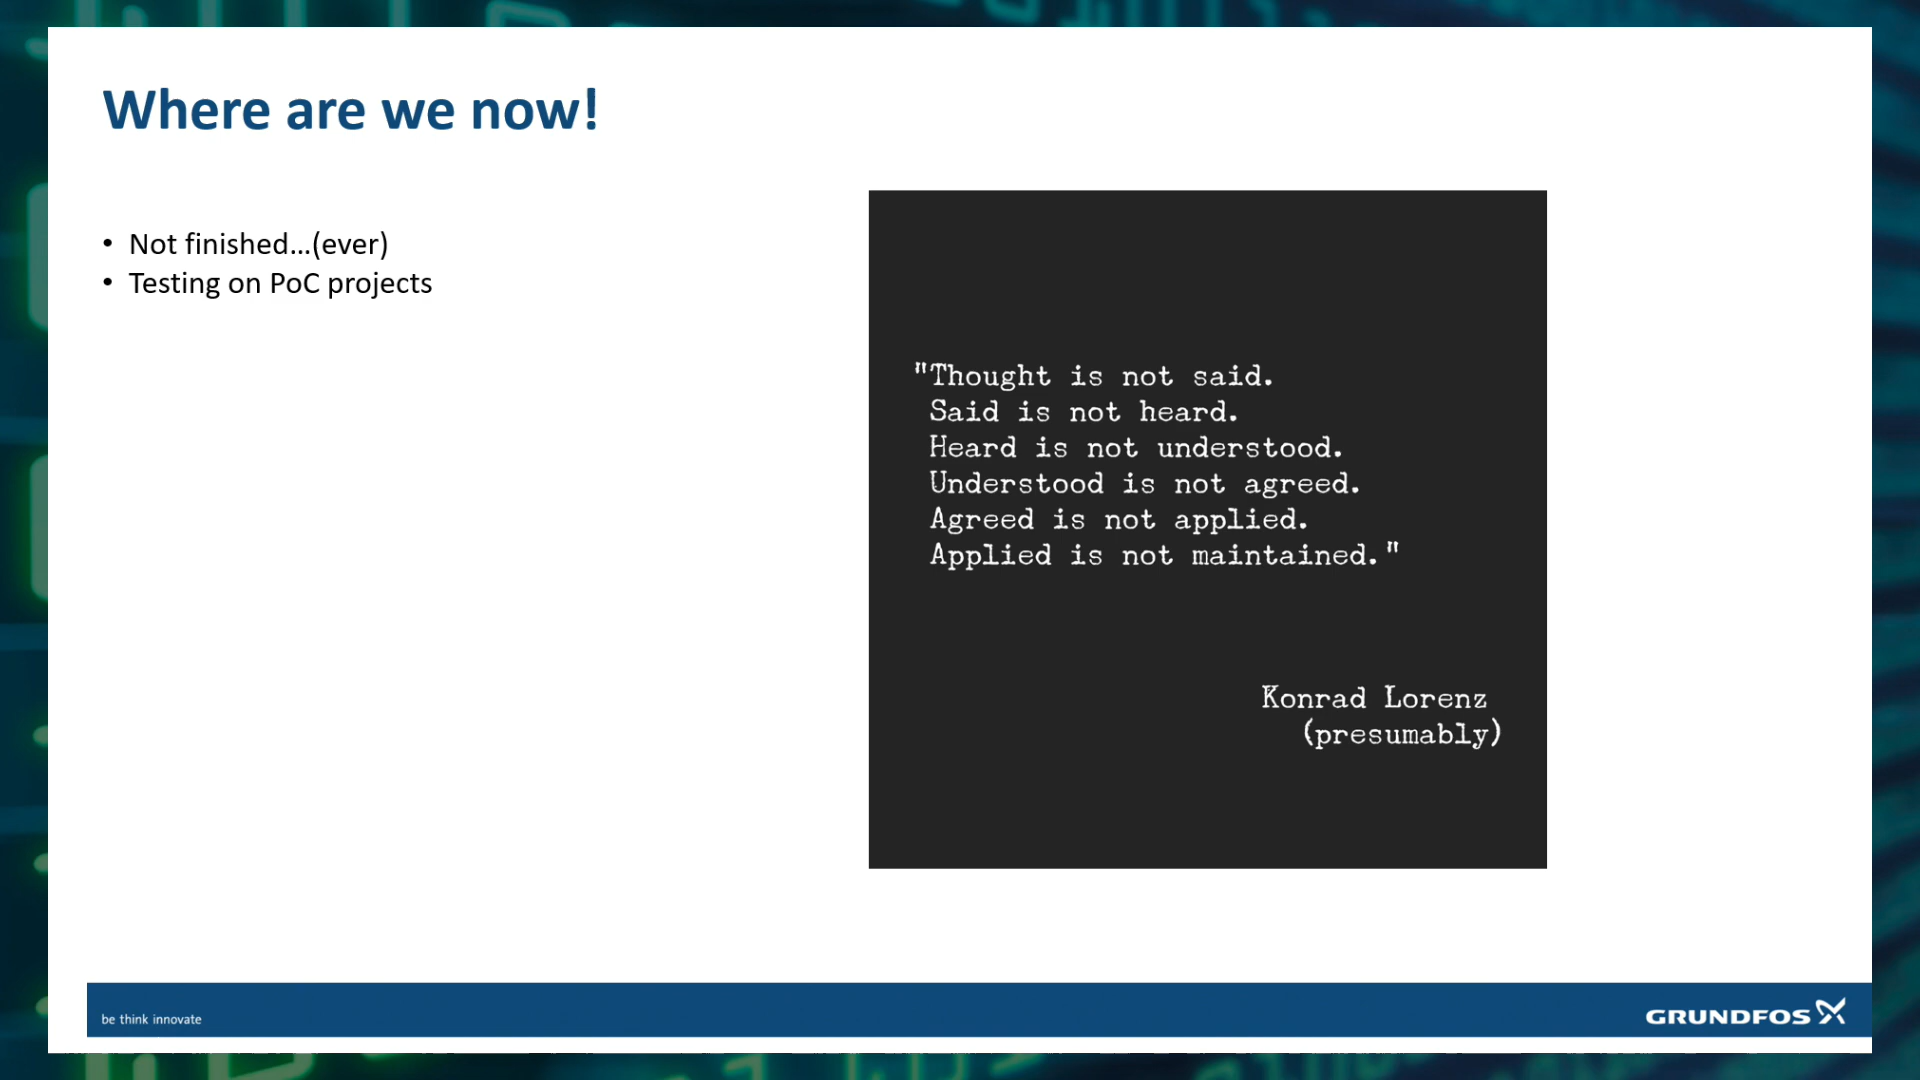 Where are we now!
• Not finished...(ever)
• Testing on PoC projects
"Thought is not said.
Said is not heard.
Heard is not understood.
Understood is not agreed.
Agreed is not applied.
Applied is not maintained."
Konrad Lorenz
(presumably)
be think innovate
GRUNDFOS